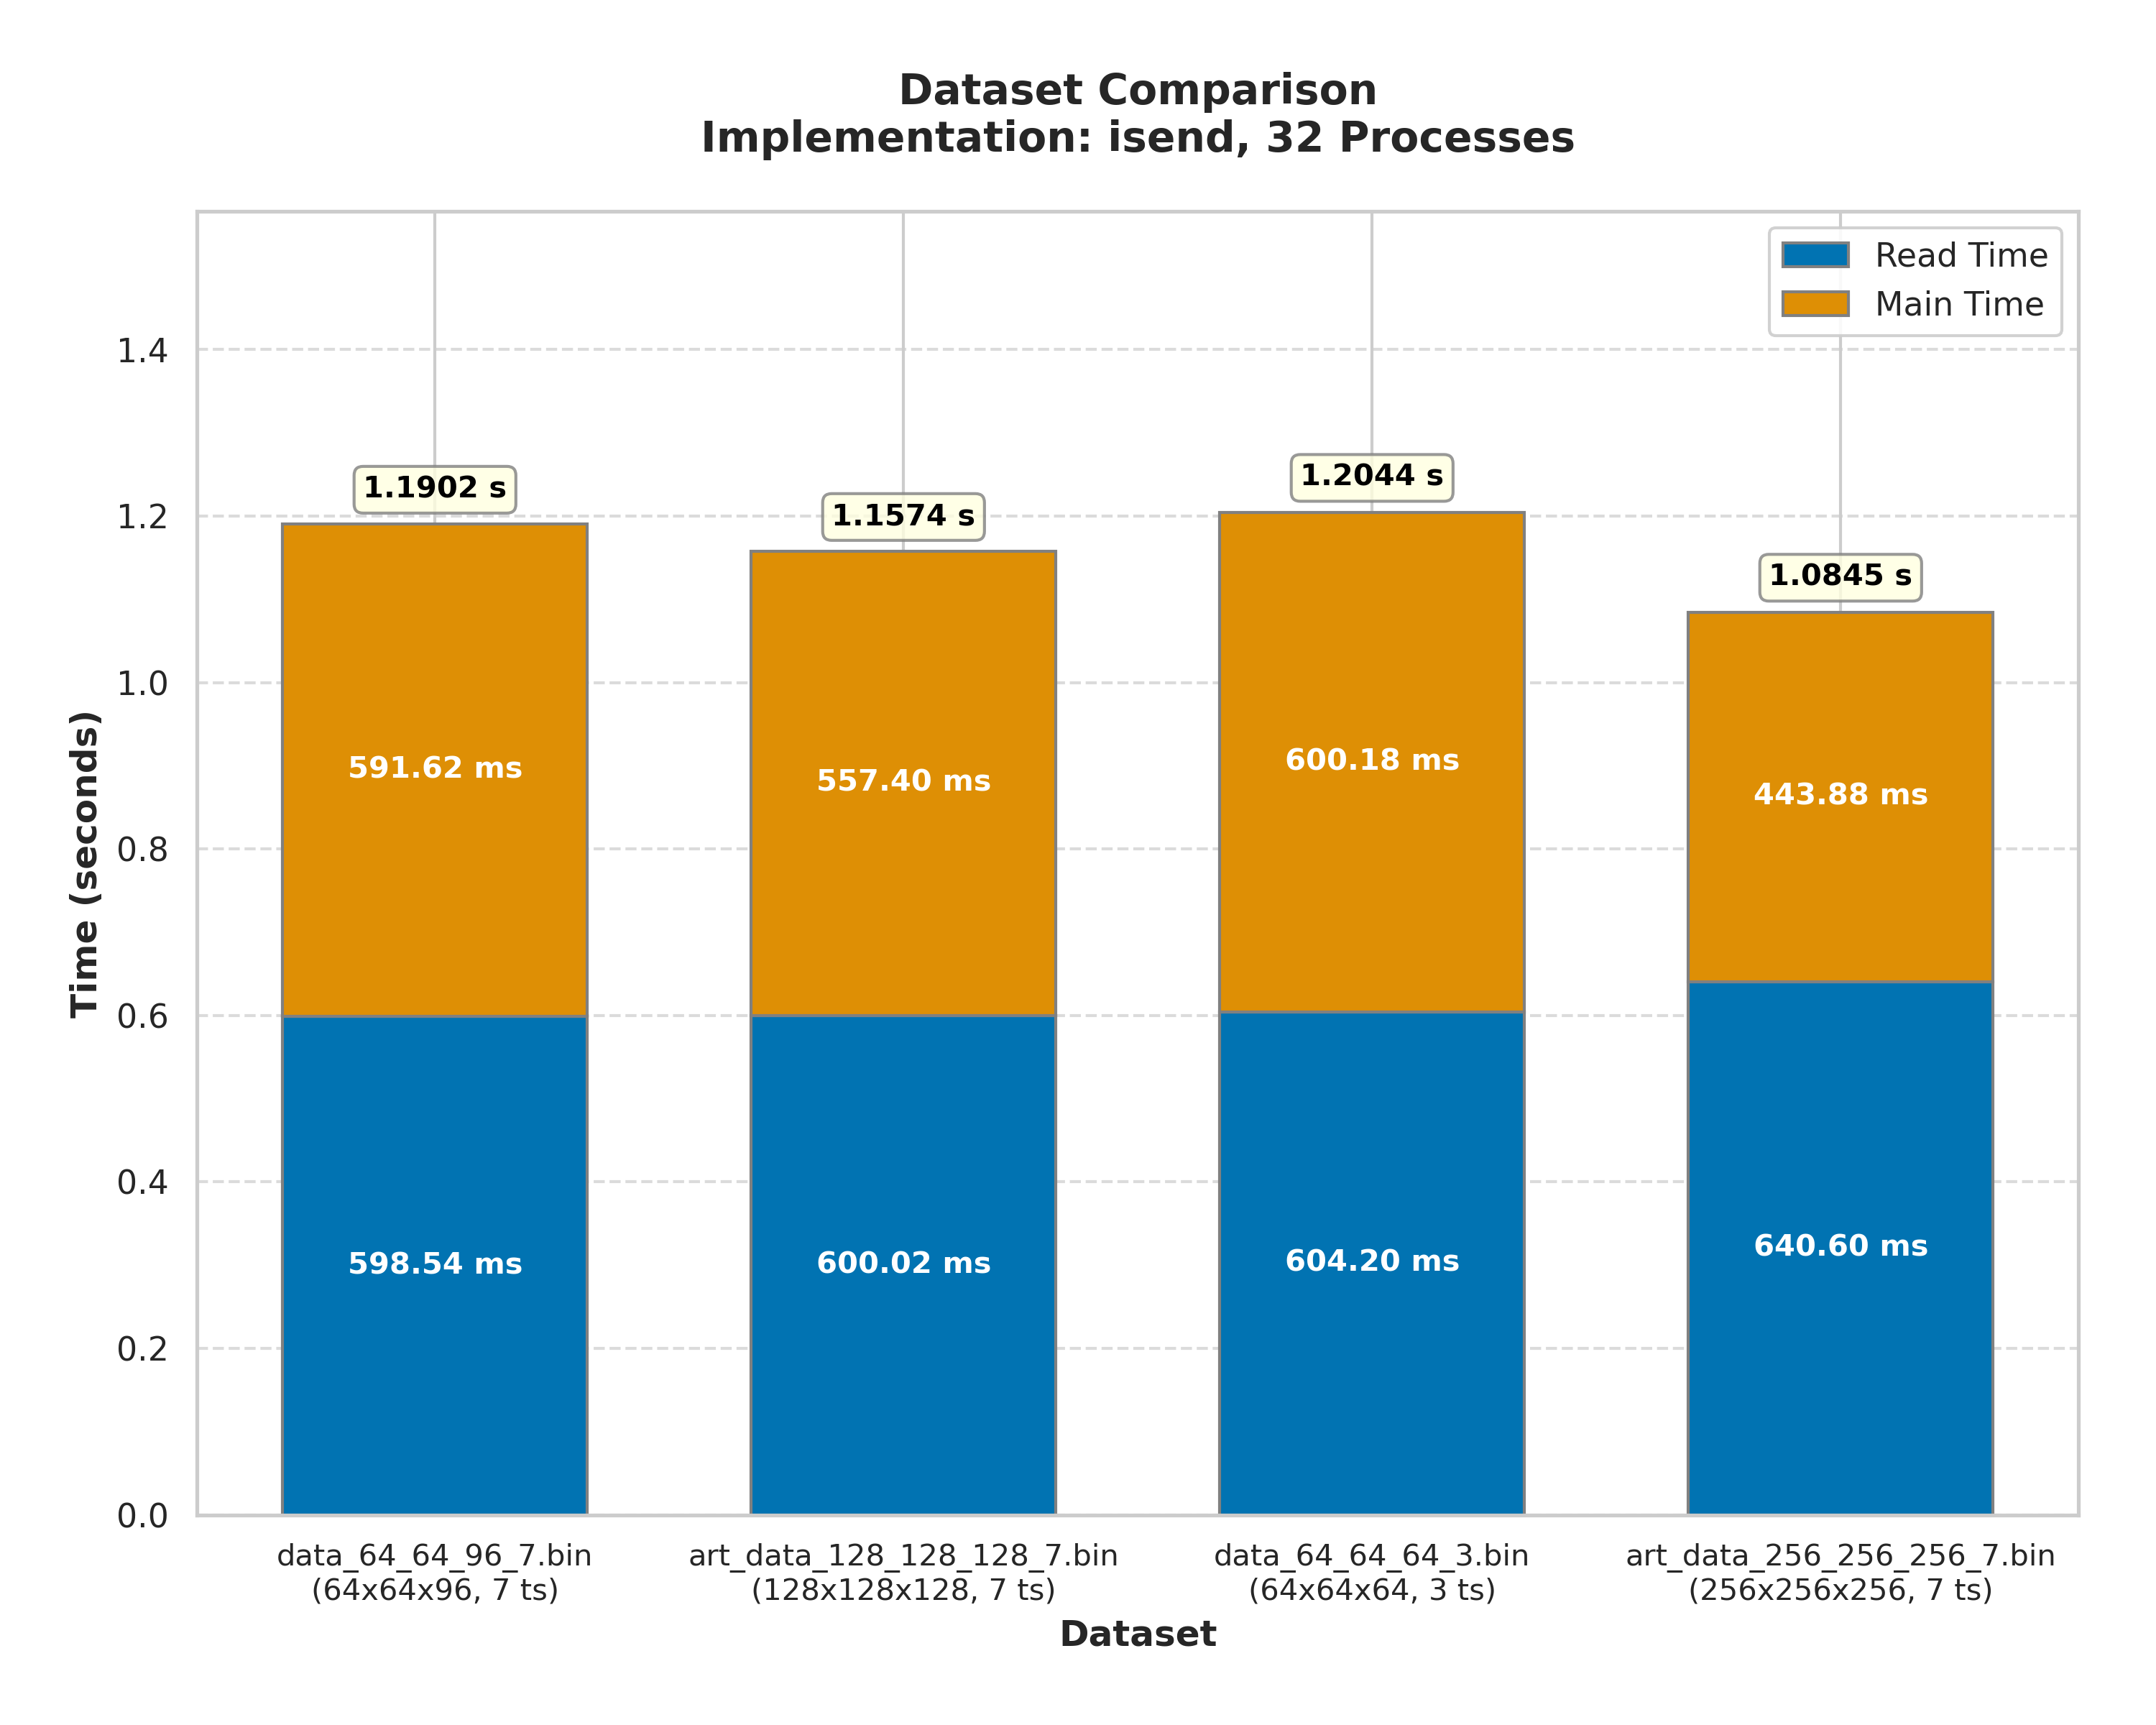 Dataset Comparison
Implementation: isend, 32 Processes
Read Time
Main Time
Time (seconds)
1.4
1.2
1.0
0.8
0.6
0.4
0.2
0.0
1.1902 s
1.1574 s
1.2044 s
1.0845 s
591.62 ms
557.40 ms
600.18 ms
443.88 ms
598.54 ms
600.02 ms
604.20 ms
640.60 ms
data_64_64_96_7.bin
(64x64x96, 7 ts)
art_data_128_128_128_7.bin
(128x128x128, 7 ts)
data_64_64_64_3.bin
(64x64x64, 3 ts)
art_data_256_256_256_7.bin
(256x256x256, 7 ts)
Dataset